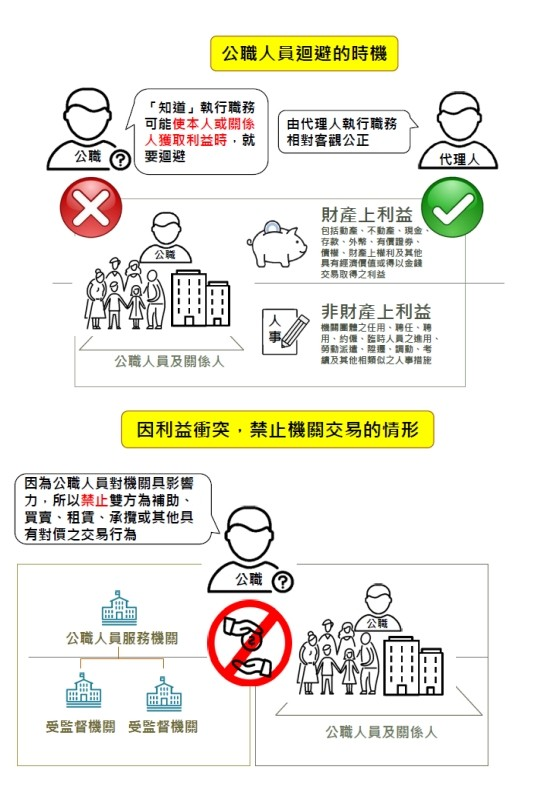 公職人員迴避的時機
「知道」執行職務
可能使本人或關係
人獲取利益時，就
要迴避
由代理人執行職務
相對客觀公正
公職
?
代理人
公職
公職人員及關係人
財產上利益
包括動產、不動產、現金、
存款、外幣、有價證券、
債權、財產上權利及其他
具有經濟價值或得以金錢
交易取得之利益
人
事
非財產上利益
機關團體之任用、聘任、聘
用、約僱、臨時人員之進用、
勞動派遣、陞遷、調動、考
績及其他相類似之人事措施
因利益衝突，禁止機關交易的情形
因為公職人員對機關具影響
力，所以禁止雙方為補助、
買賣、租賃、承攬或其他具
有對價之交易行為
公職
?
公職人員服務機關
受監督機關
受監督機關
公職
公職人員及關係人